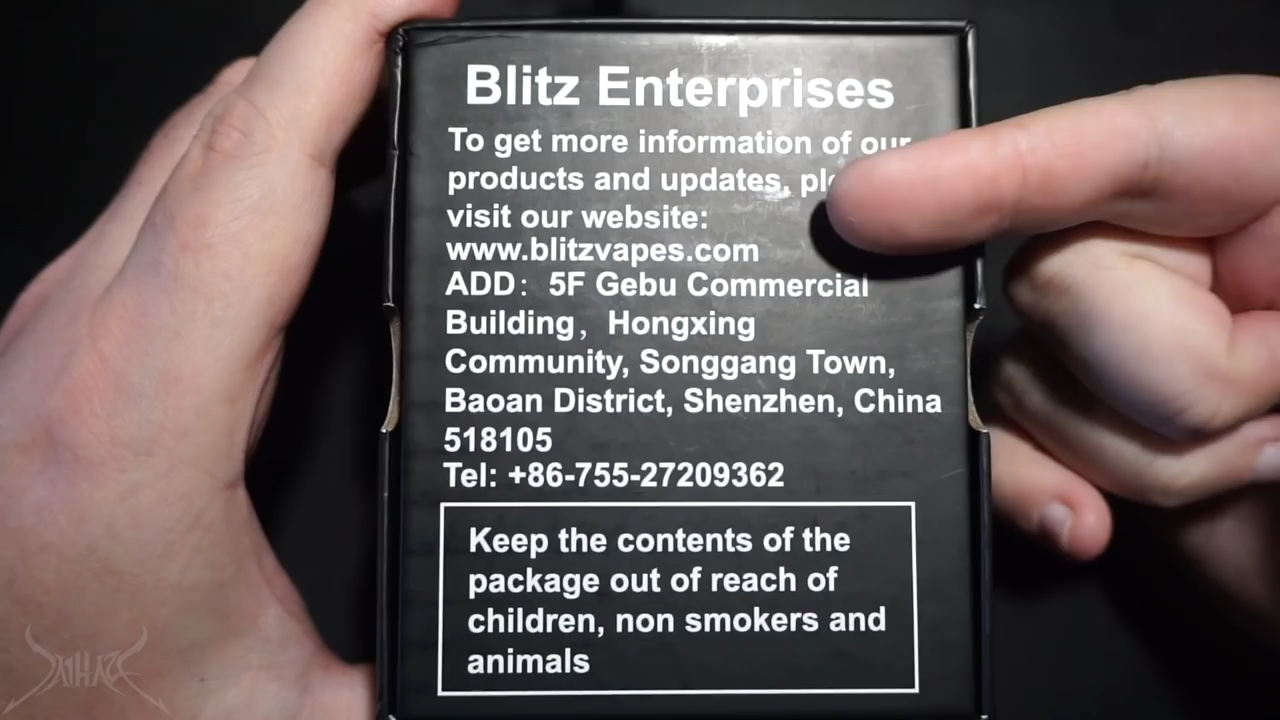 Blitz Enterprises
To get more information of our
products and updates,
visit our website:
www.blitzvapes.com
ADD： 5F Gebu Commercial
Building，Hongxing
Community, Songgang Town,
Baoan District, Shenzhen, China
518105
Tel: +86-755-27209362
Keep the contents of the
package out of reach of
children, non smokers and
animals